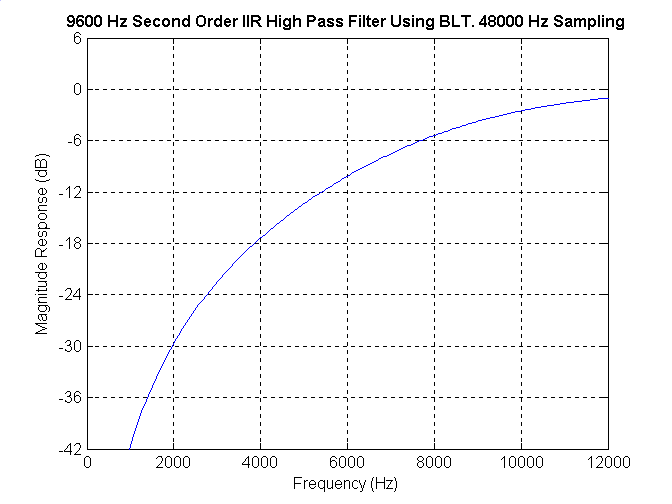 9600 Hz Second Order IIR High Pass Filter Using BLT. 48000 Hz Sampling
6
0
-6
-12
-18
-24
-30
-36
-42
Magnitude Response (dB)
0 2000 4000 6000 8000 10000 12000
Frequency (Hz)